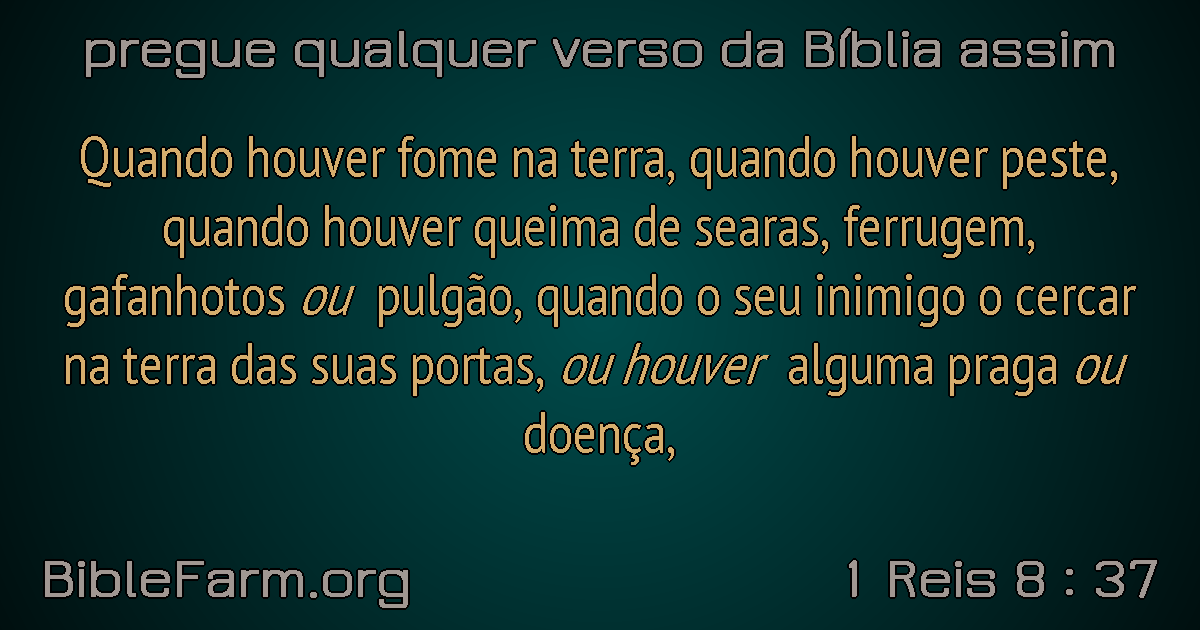 pregue qualquer verso da Bíblia assim
Quando houver fome na terra, quando houver peste,
quando houver queima de searas, ferrugem,
gafanhotos ou pulgão, quando o seu inimigo o cercar
na terra das suas portas, ou houver alguma praga ou
doença,
BibleFarm.org
1 Reis 8 : 37